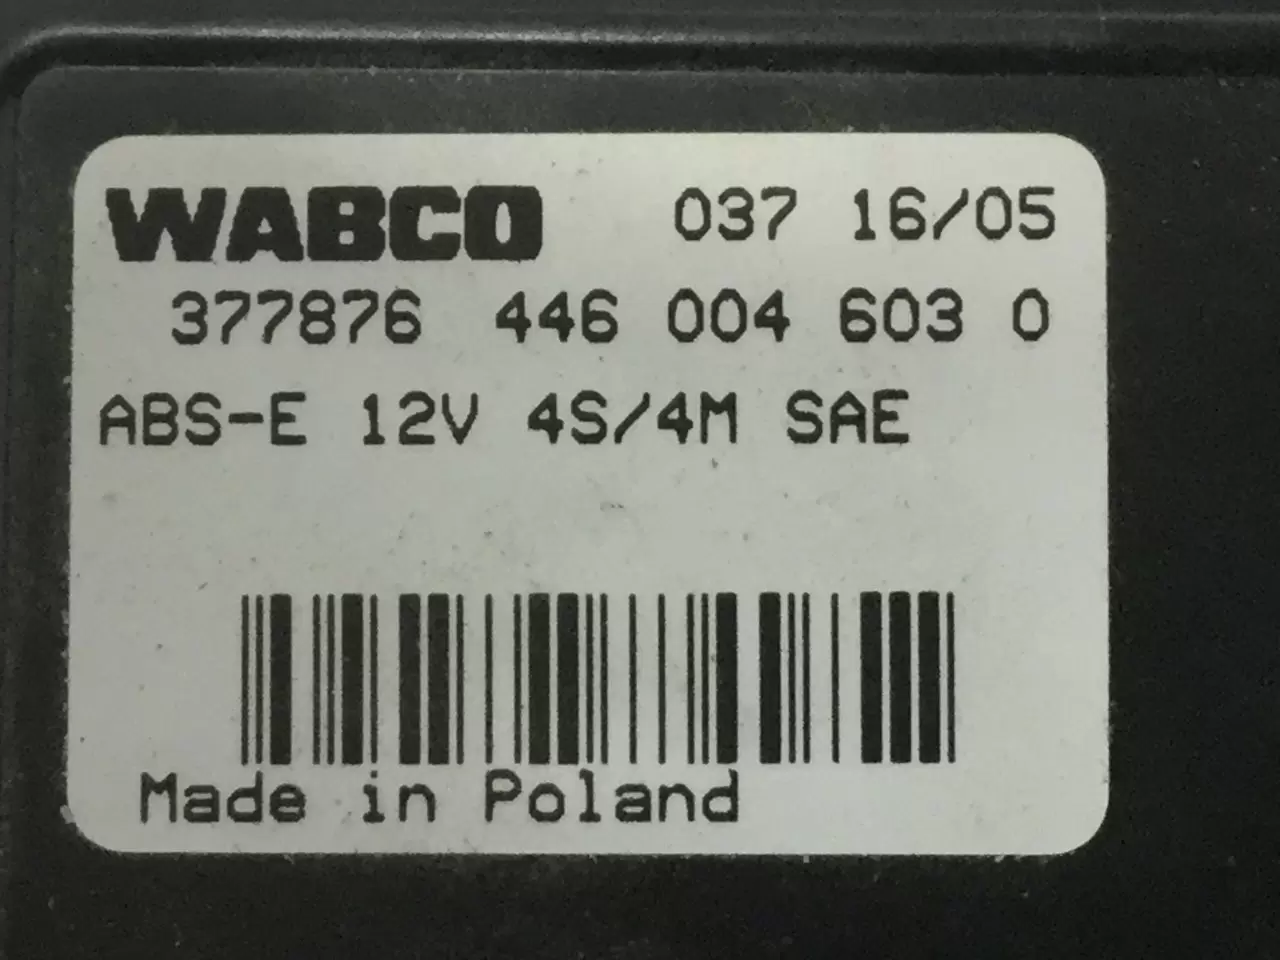 WABCO 037 16/05
377876 446 004 603 0
ABS-E 12V 4S/4M SAE
Made in Poland